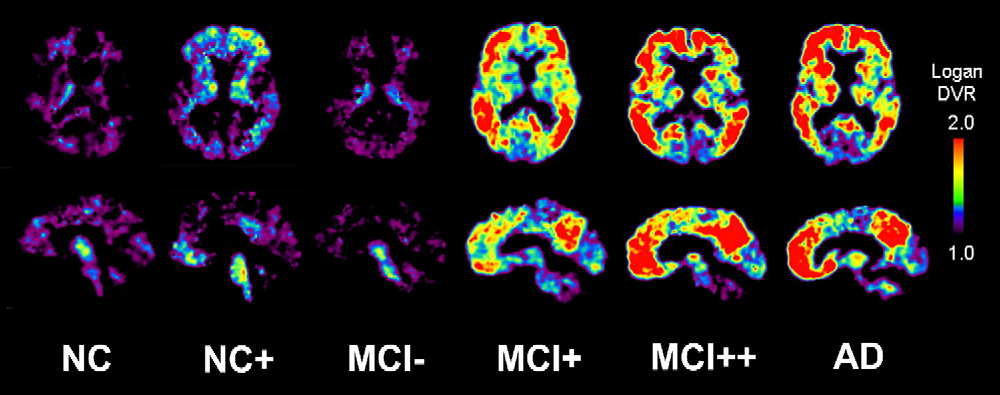 Logan
DVR
2.0
1.0
NC
NC+
MCI-
MCI+
MCI++
AD